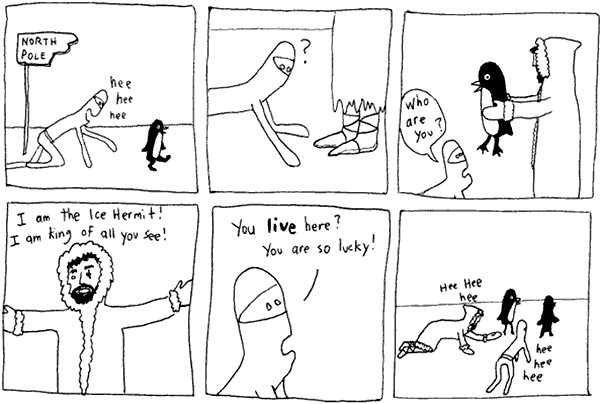 NORTH
POLE
hee
hee
hee
?
who
are
you?
I am the Ice Hermit!
I am king of all you see!
You live here?
You are so lucky!
Hee Hee
hee
hee
hee
hee